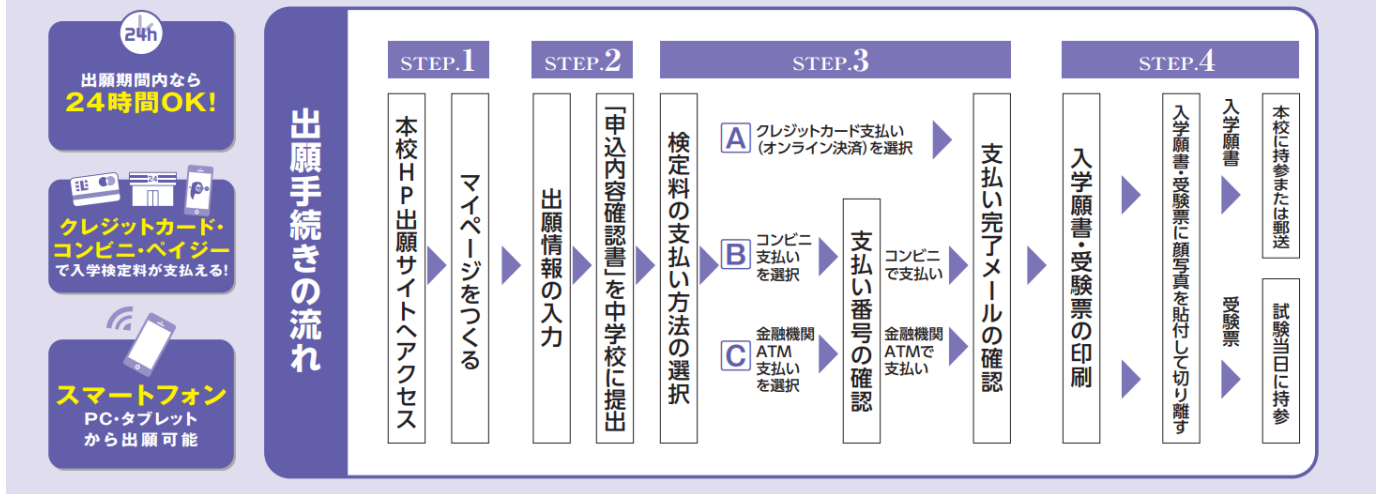 24h
出願期間内なら
24時間OK!
24
クレジットカード・
コンビニ・ペイジー
で入学検定料が支払える!
スマートフォン
PC・タブレット
から出願可能
出願手続きの流れ
STEP.1
本校HP出願サイトへアクセス
マイページをつくる
STEP.2
出願情報の入力
「申込内容確認書」を中学校に提出
STEP.3
検定料の支払い方法の選択
A
クレジットカード支払い
(オンライン決済)を選択
B
コンビニ
支払い
を選択
C
金融機関
ATM
支払い
を選択
支払い番号の確認
コンビニ
で支払い
金融機関
ATMで
支払い
支払い完了メールの確認
STEP.4
入学願書・受験票の印刷
入学願書・受験票に顔写真を貼付して切り離す
入学願書
本校に持参または郵送
受験票
試験当日に持参